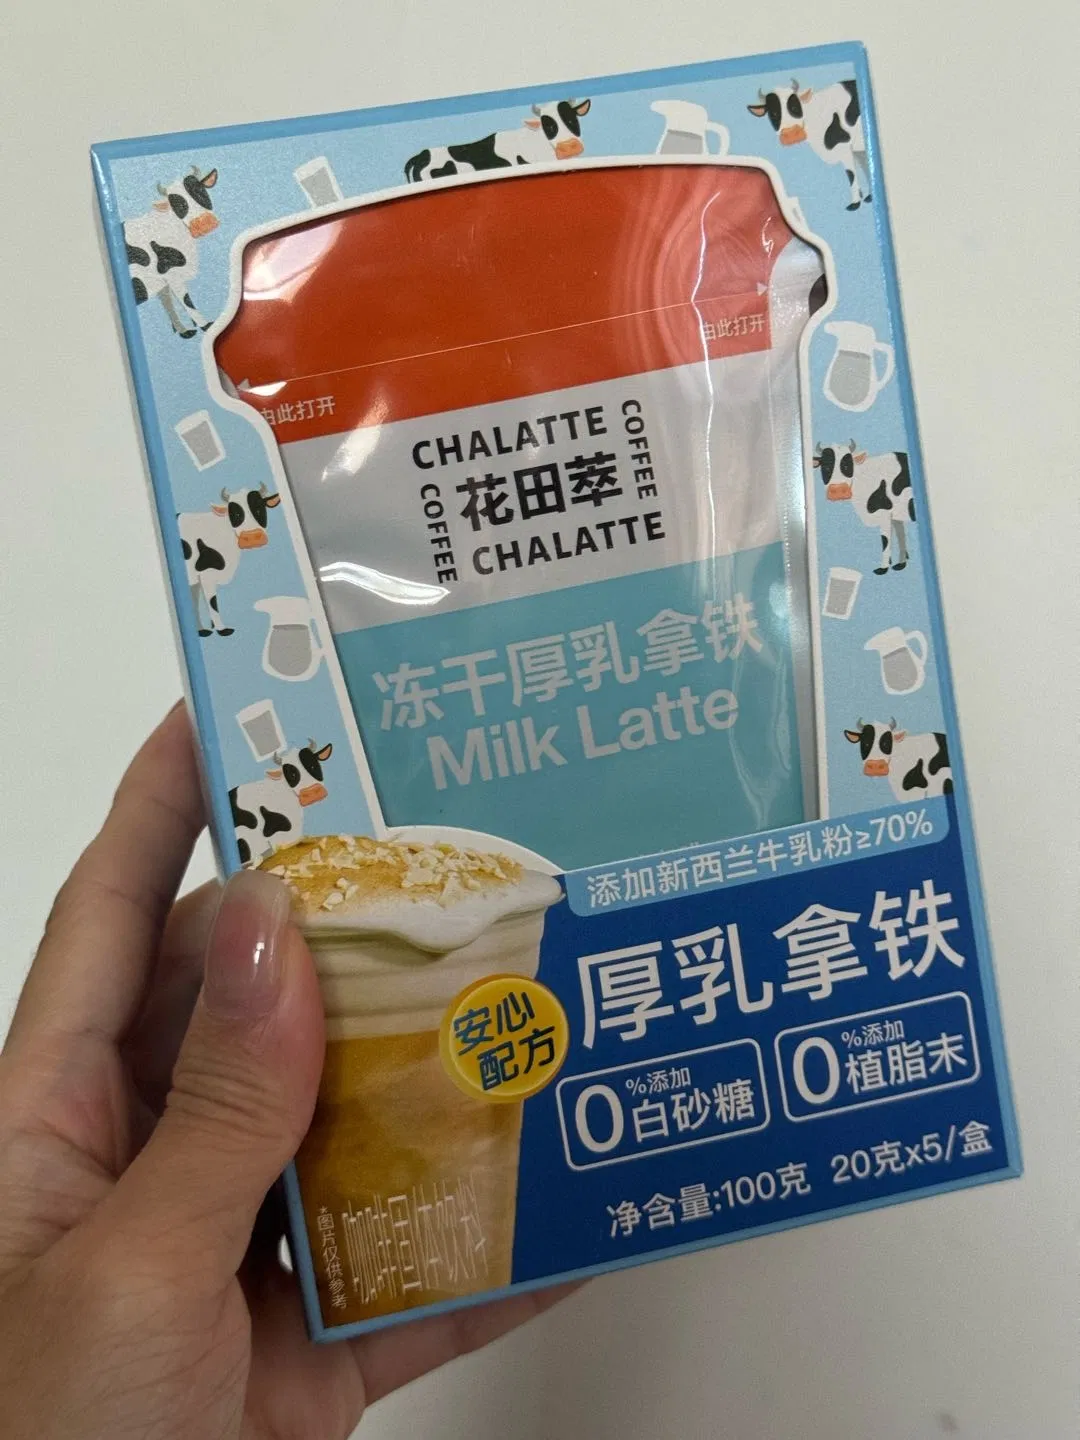 由此打开
由此打开
CHALATTE
COFFEE
花田萃
COFFEE
CHALATTE
冻干厚乳拿铁
Milk Latte
添加新西兰牛乳粉≥70%
厚乳拿铁
安心
配方
0%添加
白砂糖
0%添加
植脂末
净含量:100克 20克x5/盒
咖啡固体饮料
*图片仅供参考